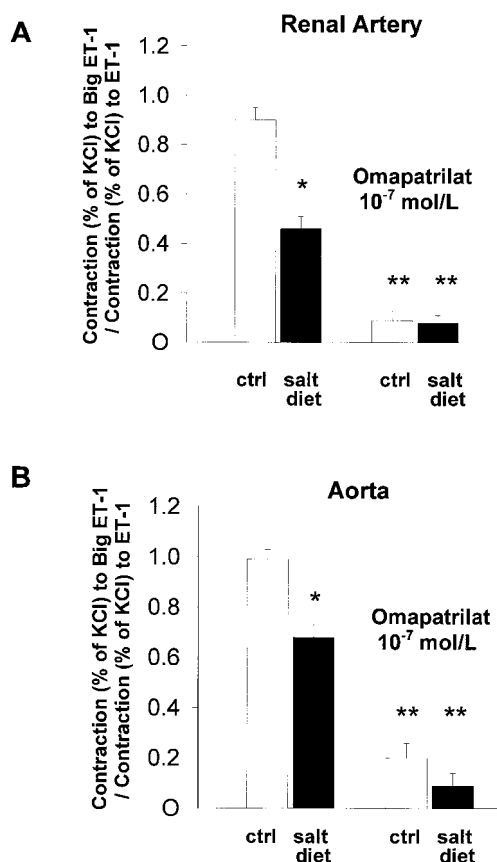 A
Renal Artery
Contraction (% of KCl) to Big ET-1
/ Contraction (% of KCl) to ET-1
1.2
1.0
0.8
0.6
0.4
0.2
O
*
Omapatrilat
10⁻⁷ mol/L
** **
ctrl salt diet ctrl salt diet
B
Aorta
Contraction (% of KCl) to Big ET-1
/ Contraction (% of KCl) to ET-1
1.2
1.0
0.8
0.6
0.4
0.2
O
*
Omapatrilat
10⁻⁷ mol/L
** **
ctrl salt diet ctrl salt diet